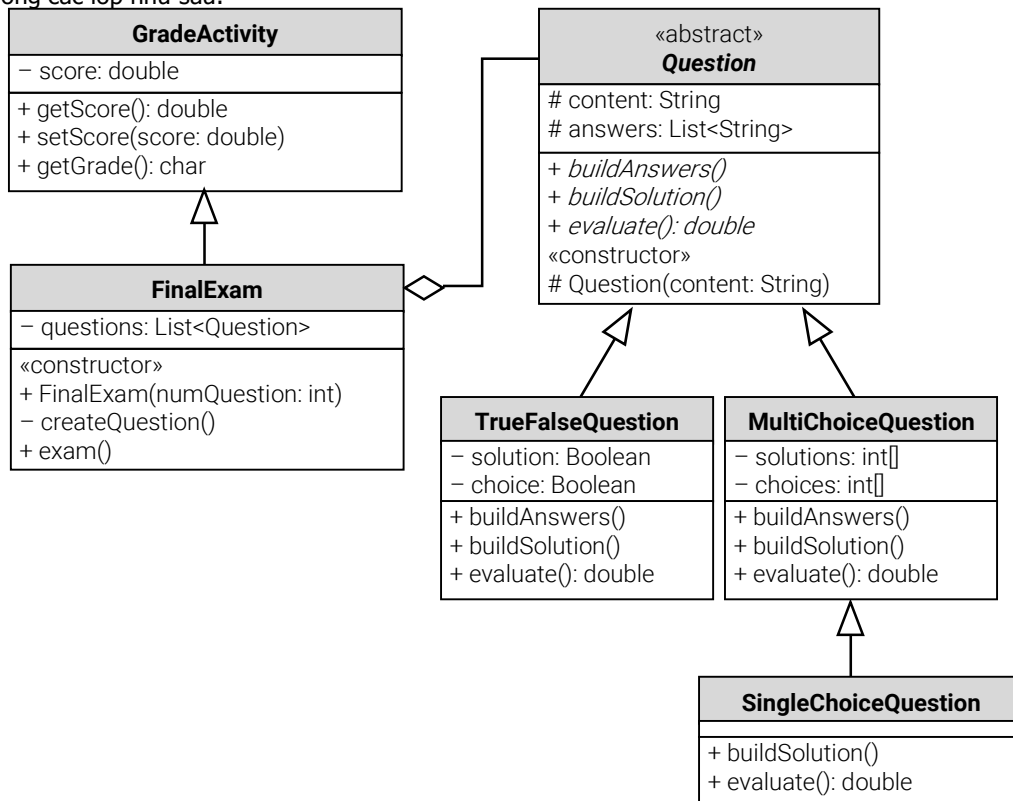 GradeActivity
– score: double
+ getScore(): double
+ setScore(score: double)
+ getGrade(): char
«abstract»
Question
# content: String
# answers: List<String>
+ buildAnswers()
+ buildSolution()
+ evaluate(): double
«constructor»
# Question(content: String)
FinalExam
– questions: List<Question>
«constructor»
+ FinalExam(numQuestion: int)
– createQuestion()
+ exam()
TrueFalseQuestion
– solution: Boolean
– choice: Boolean
+ buildAnswers()
+ buildSolution()
+ evaluate(): double
MultiChoiceQuestion
– solutions: int[]
– choices: int[]
+ buildAnswers()
+ buildSolution()
+ evaluate(): double
SingleChoiceQuestion
+ buildSolution()
+ evaluate(): double